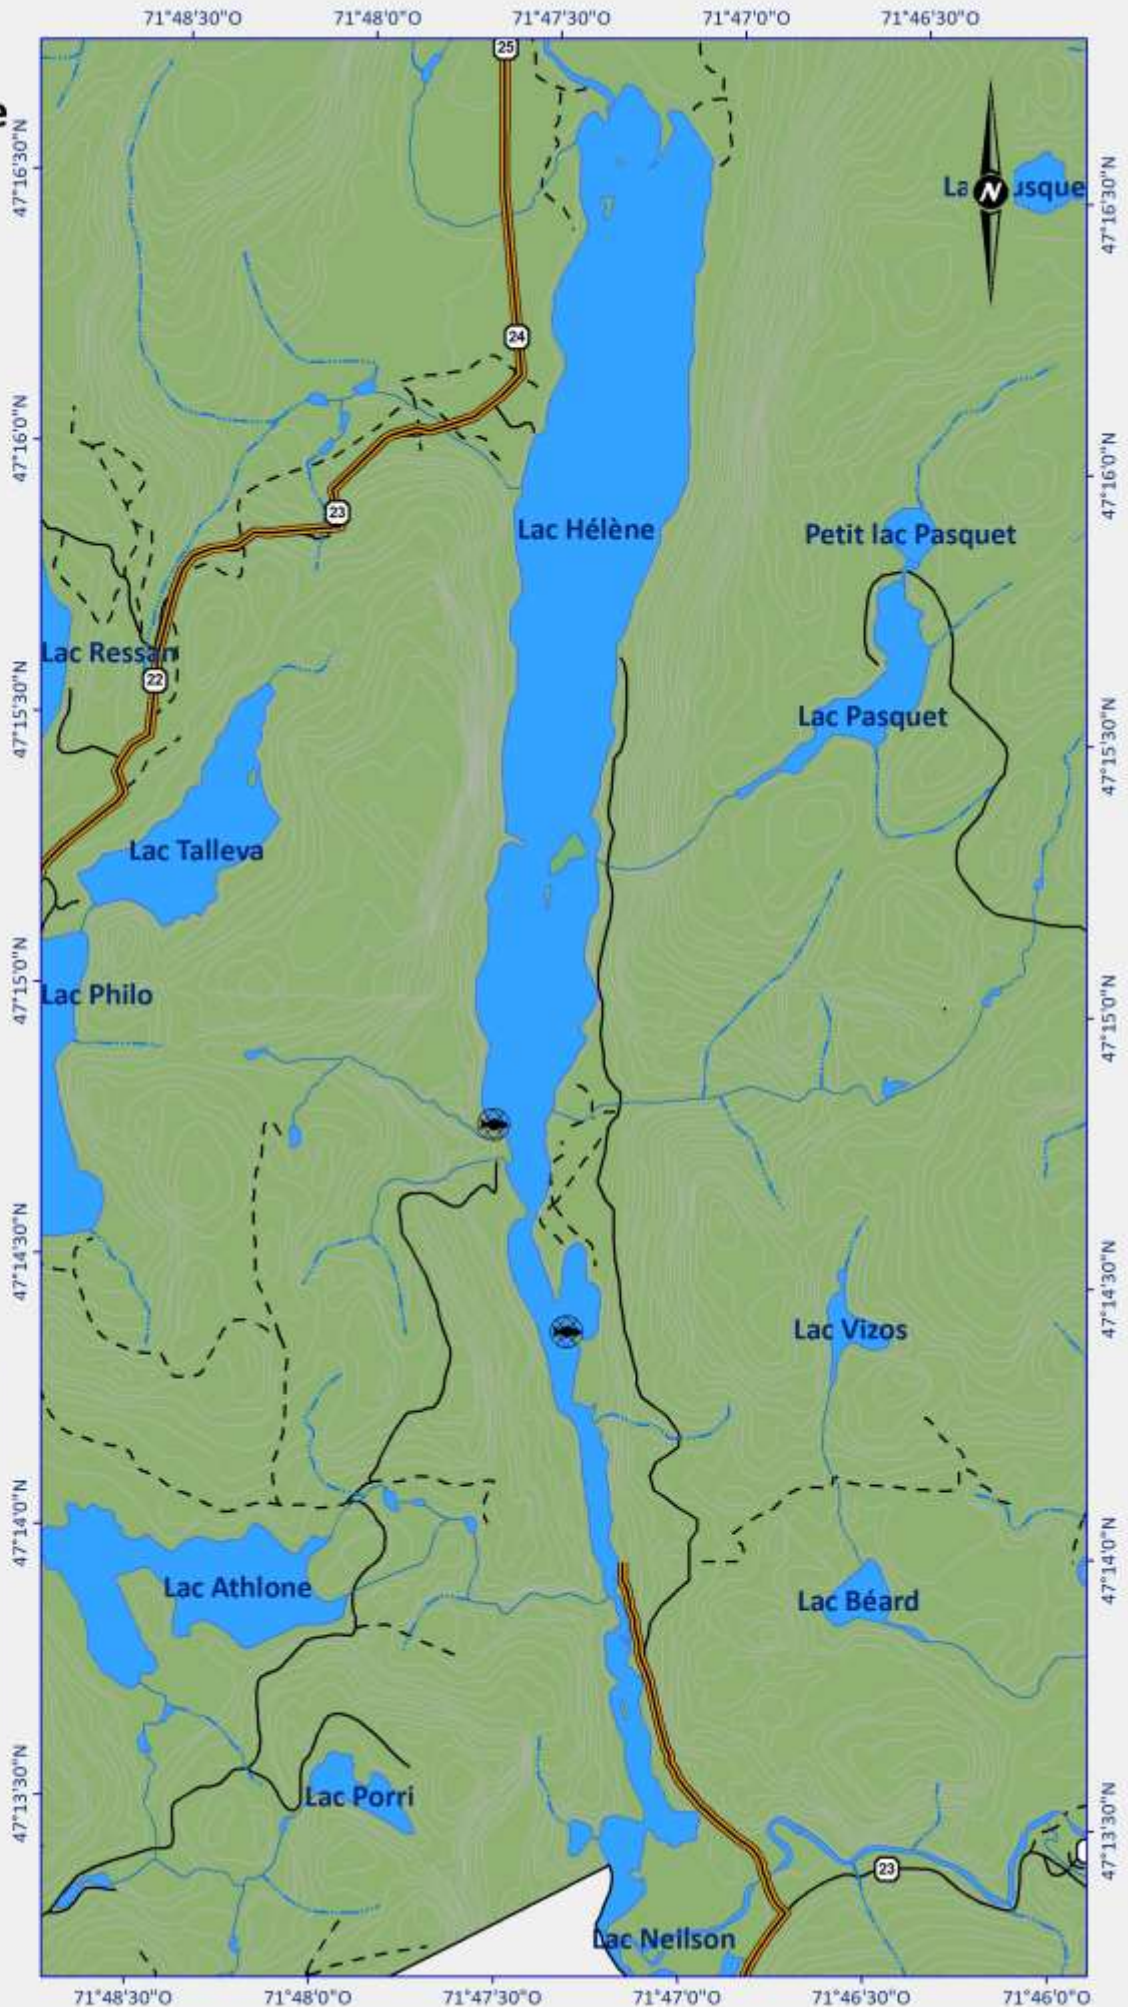 71°48'30"O 71°48'0"O 71°47'30"O 71°47'0"O 71°46'30"O
25
e
47°16'30"N
N
47°16'30"N
24
47°16'0"N
47°16'0"N
23
Lac Hélène
Petit lac Pasquet
Lac Ressan
22
47°15'30"N
Lac Pasquet
47°15'30"N
Lac Talleva
Lac Philo
47°15'0"N
47°15'0"N
47°14'30"N
47°14'30"N
Lac Vizos
47°14'0"N
47°14'0"N
Lac Athlone
Lac Béard
47°13'30"N
Lac Porri
47°13'30"N
23
Lac Neilson
71°48'30"O 71°48'0"O 71°47'30"O 71°47'0"O 71°46'30"O 71°46'0"O